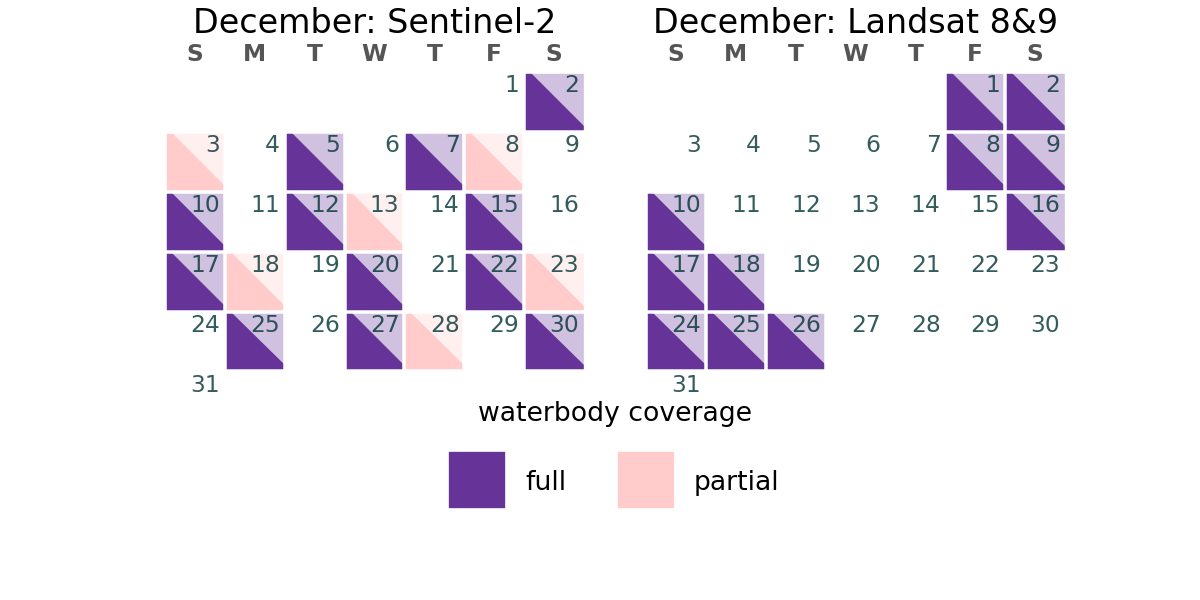 December: Sentinel-2
S M T W T F S
1 2
3 4 5 6 7 8 9
10 11 12 13 14 15 16
17 18 19 20 21 22 23
24 25 26 27 28 29 30
31
December: Landsat 8&9
S M T W T F S
1 2
3 4 5 6 7 8 9
10 11 12 13 14 15 16
17 18 19 20 21 22 23
24 25 26 27 28 29 30
31
waterbody coverage
full
partial